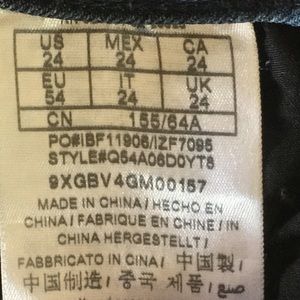 US MEX CA
24 24 24
EU IT UK
54 24 24
CN 155/64A
PO#IBF11906/IZF7095
STYLE#Q54A06D0YT8
9XGBV4GM00157
MADE IN CHINA / HECHO EN
CHINA / FABRIQUE EN CHINE / IN
CHINA HERGESTELLT /
FABBRICATO IN CINA / 中国製 /
中国制造 / 중국 제품 / صنع